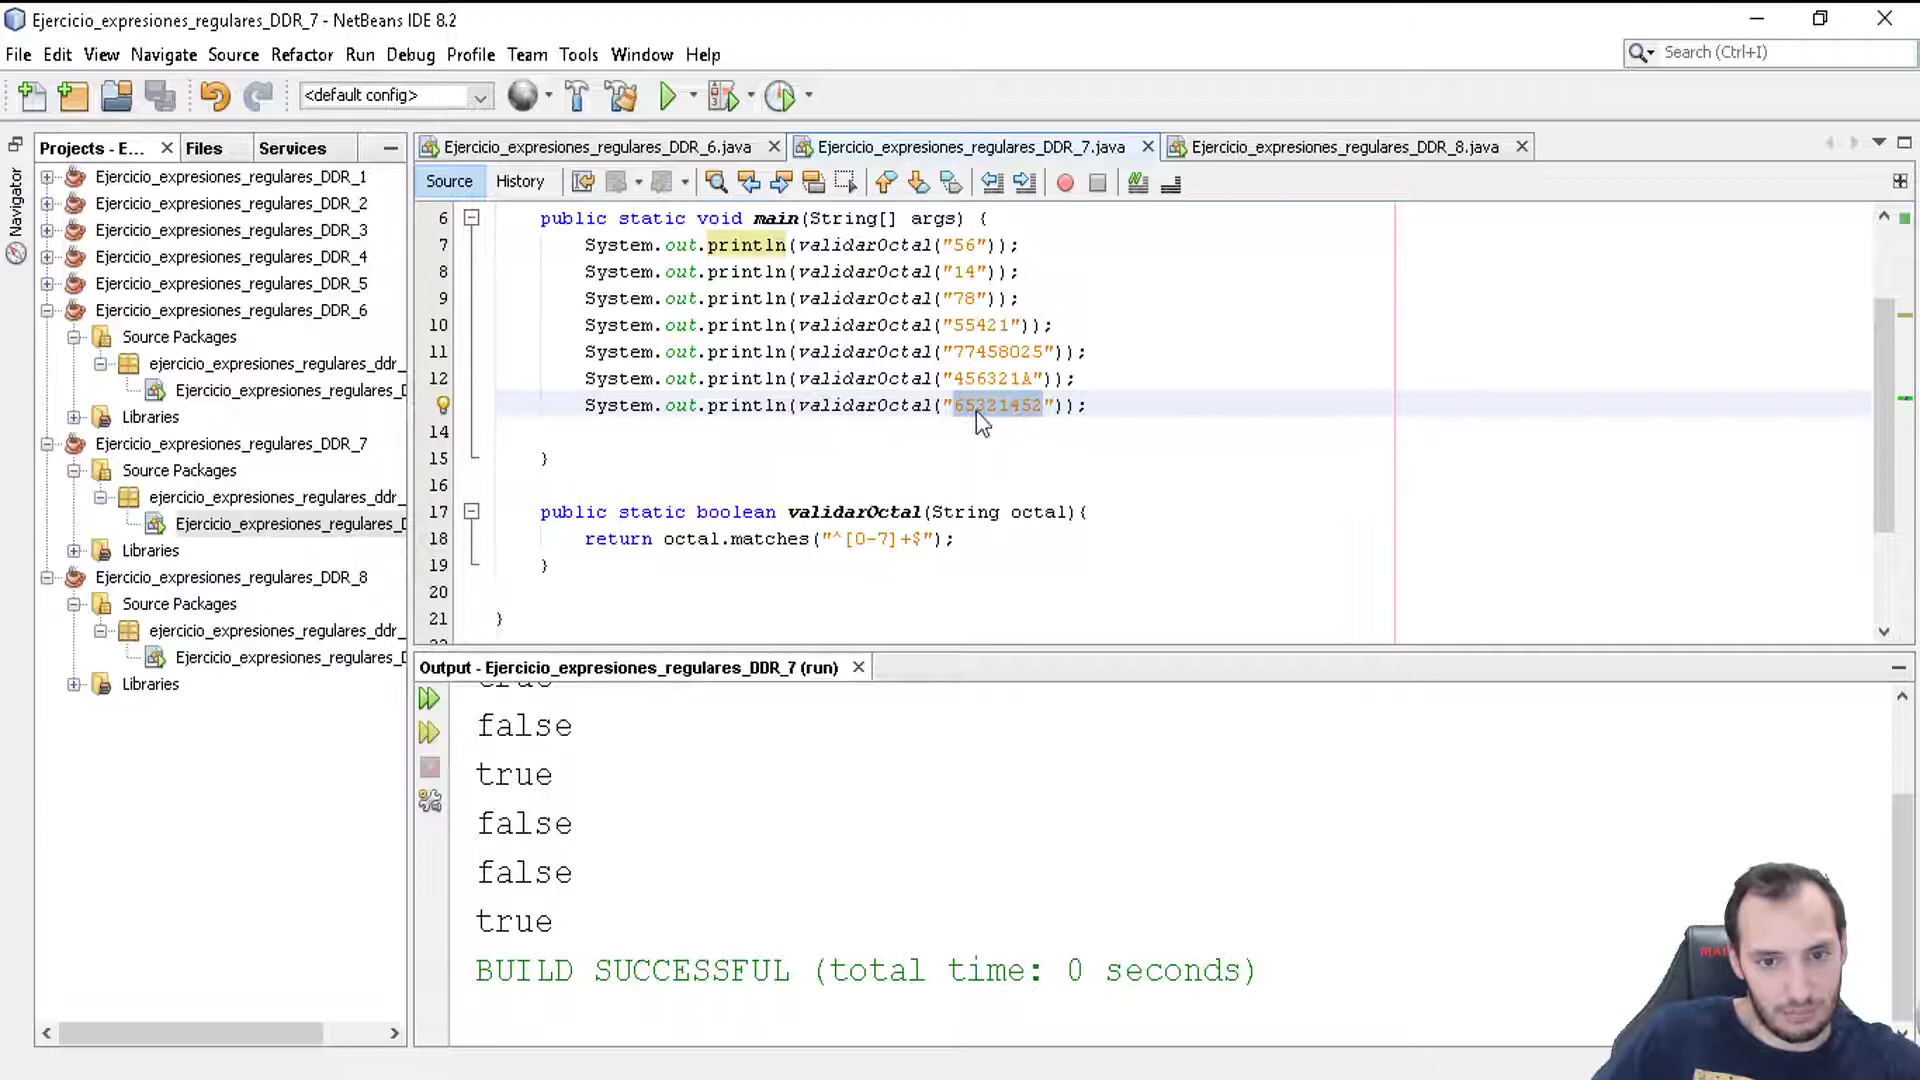 Ejercicio_expresiones_regulares_DDR_7 - NetBeans IDE 8.2
File Edit View Navigate Source Refactor Run Debug Profile Team Tools Window Help
Search (Ctrl+I)
<default config>
Projects - E...
Files
Services
Navigator
Ejercicio_expresiones_regulares_DDR_1
Ejercicio_expresiones_regulares_DDR_2
Ejercicio_expresiones_regulares_DDR_3
Ejercicio_expresiones_regulares_DDR_4
Ejercicio_expresiones_regulares_DDR_5
Ejercicio_expresiones_regulares_DDR_6
Source Packages
ejercicio_expresiones_regulares_ddr_
Ejercicio_expresiones_regulares_D
Libraries
Ejercicio_expresiones_regulares_DDR_7
Source Packages
ejercicio_expresiones_regulares_ddr_
Ejercicio_expresiones_regulares_D
Libraries
Ejercicio_expresiones_regulares_DDR_8
Source Packages
ejercicio_expresiones_regulares_ddr_
Ejercicio_expresiones_regulares_D
Libraries
Ejercicio_expresiones_regulares_DDR_6.java
Ejercicio_expresiones_regulares_DDR_7.java
Ejercicio_expresiones_regulares_DDR_8.java
Source History
6 public static void main(String[] args) {
7 System.out.println(validarOctal("56"));
8 System.out.println(validarOctal("14"));
9 System.out.println(validarOctal("78"));
10 System.out.println(validarOctal("55421"));
11 System.out.println(validarOctal("77458025"));
12 System.out.println(validarOctal("456321A"));
System.out.println(validarOctal("65321452"));
14
15 }
16
17 public static boolean validarOctal(String octal){
18 return octal.matches("^[0-7]+$");
19 }
20
21 }
Output - Ejercicio_expresiones_regulares_DDR_7 (run)
false
true
false
false
true
BUILD SUCCESSFUL (total time: 0 seconds)